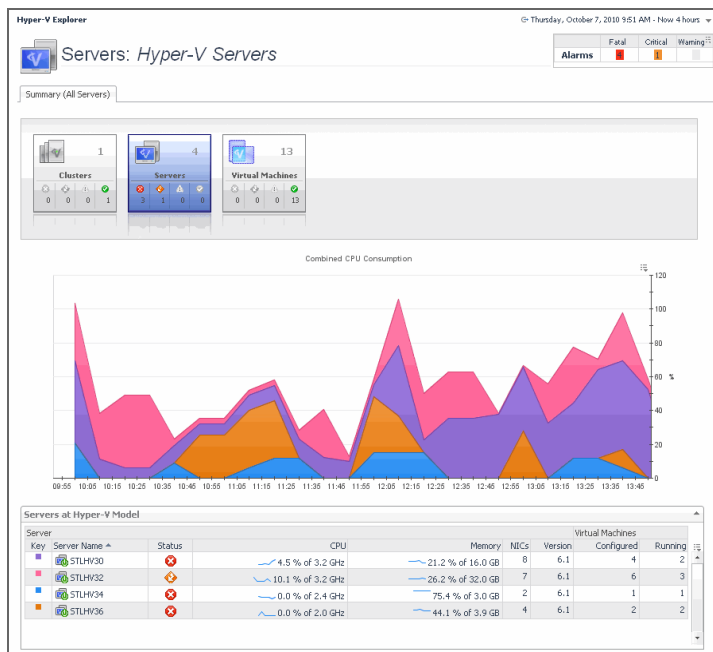 Hyper-V Explorer
Thursday, October 7, 2010 9:51 AM - Now 4 hours
Servers: Hyper-V Servers
Fatal Critical Warning
Alarms 4 1
Summary (All Servers)
1 4 13
Clusters Servers Virtual Machines
0 0 0 1 3 1 0 0 0 0 0 13
Combined CPU Consumption
120
100
80
60
%
40
20
0
09:55 10:05 10:15 10:25 10:35 10:45 10:55 11:05 11:15 11:25 11:35 11:45 11:55 12:05 12:15 12:25 12:35 12:45 12:55 13:05 13:15 13:25 13:35 13:45
Servers at Hyper-V Model
Server Virtual Machines
Key Server Name Status CPU Memory NICs Version Configured Running
STLHV30 4.5 % of 3.2 GHz 21.2 % of 16.0 GB 8 6.1 4 2
STLHV32 10.1 % of 3.2 GHz 26.2 % of 32.0 GB 7 6.1 6 3
STLHV34 0.0 % of 2.4 GHz 75.4 % of 3.0 GB 2 6.1 1 1
STLHV36 0.0 % of 2.0 GHz 44.1 % of 3.9 GB 4 6.1 2 2